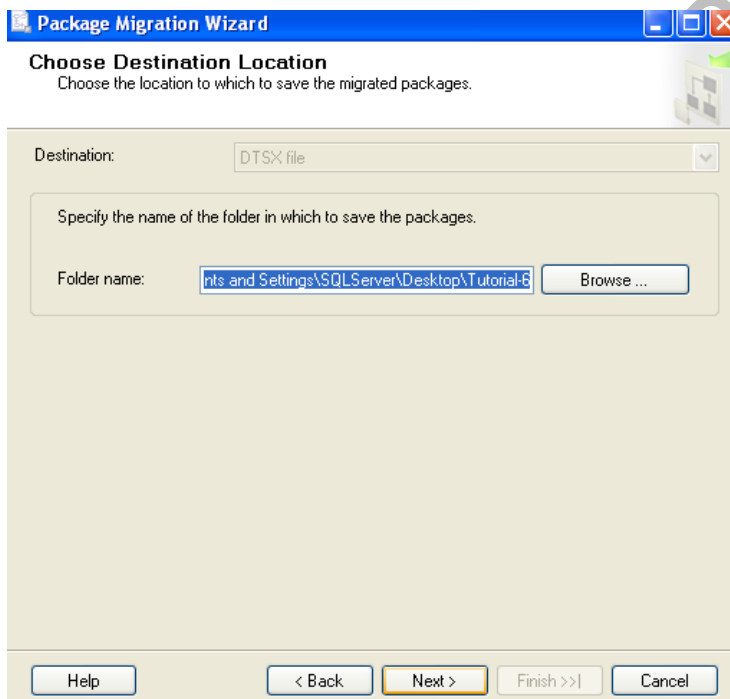 Package Migration Wizard
Choose Destination Location
Choose the location to which to save the migrated packages.
Destination: DTSX file
Specify the name of the folder in which to save the packages.
Folder name: nts and Settings\SQLServer\Desktop\Tutorial-6 Browse ...
Help < Back Next > Finish >>| Cancel